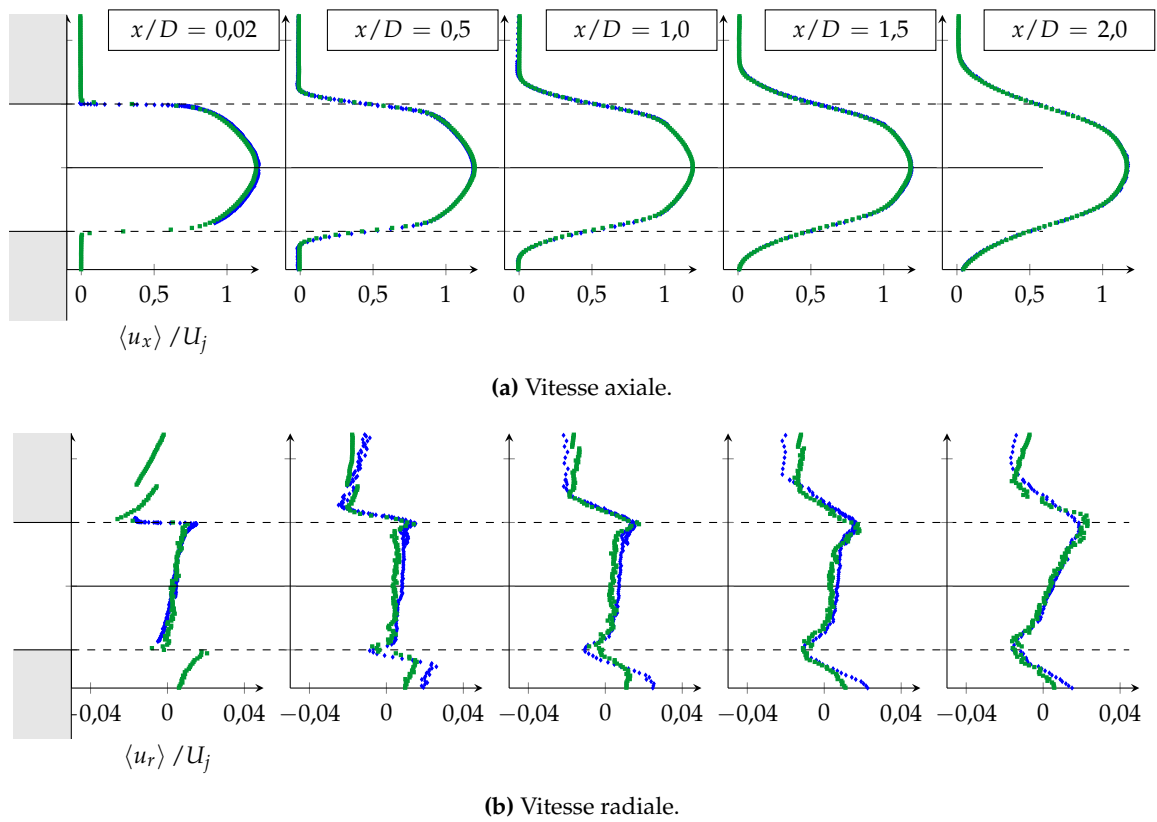 x/D = 0,02 x/D = 0,5 x/D = 1,0 x/D = 1,5 x/D = 2,0
0 0,5 1 0 0,5 1 0 0,5 1 0 0,5 1 0 0,5 1
⟨u_x⟩ /U_j
(a) Vitesse axiale.
-0,04 0 0,04 −0,04 0 0,04 −0,04 0 0,04 −0,04 0 0,04 −0,04 0 0,04
⟨u_r⟩ /U_j
(b) Vitesse radiale.